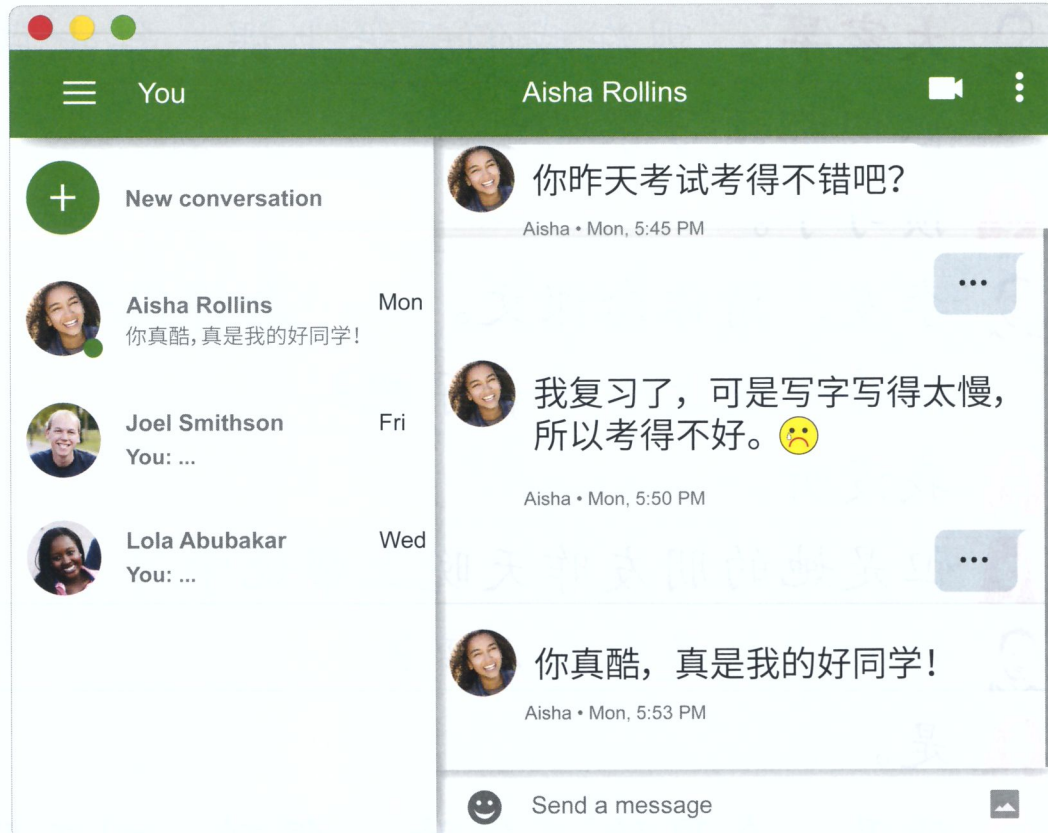 You
Aisha Rollins
New conversation
Aisha Rollins
Mon
你真酷,真是我的好同学!
Joel Smithson
Fri
You: ...
Lola Abubakar
Wed
You: ...
你昨天考试考得不错吧?
Aisha • Mon, 5:45 PM
...
我复习了，可是写字写得太慢，
所以考得不好。
Aisha • Mon, 5:50 PM
...
你真酷，真是我的好同学!
Aisha • Mon, 5:53 PM
Send a message